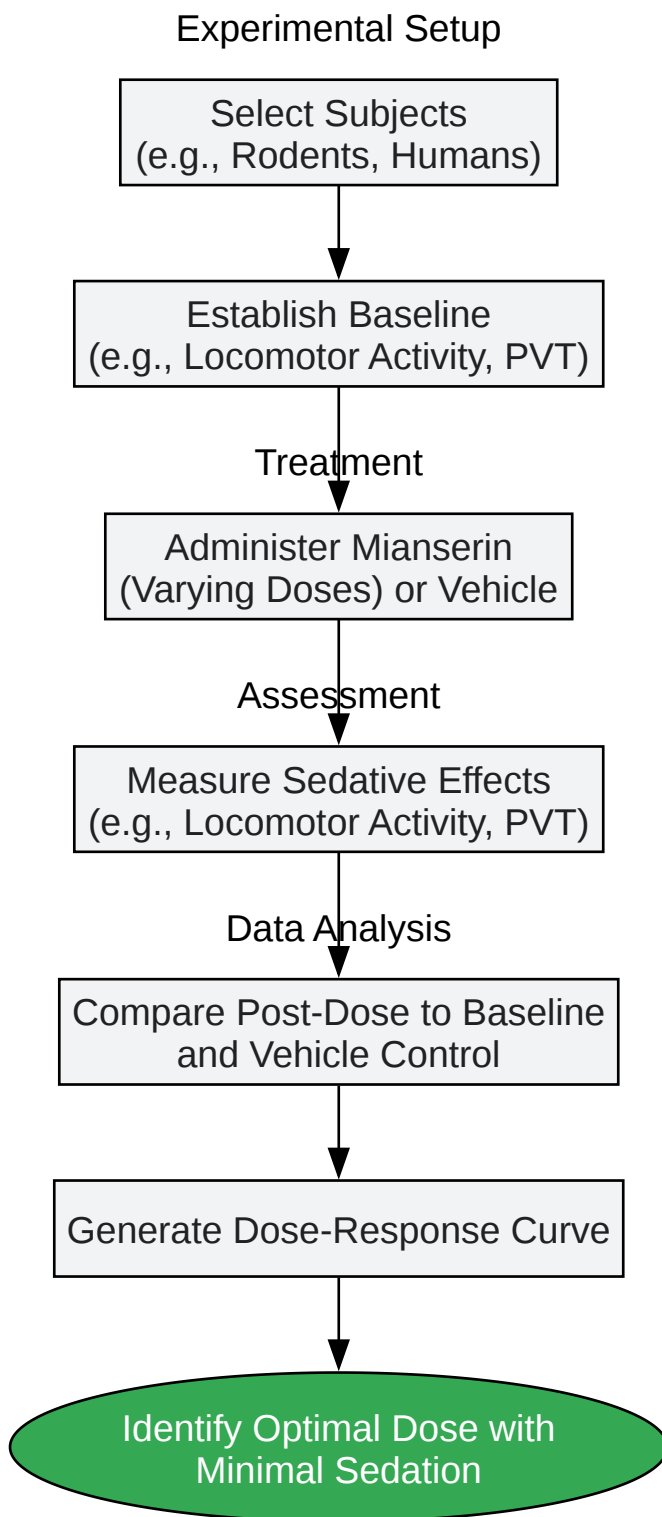 Experimental Setup
Select Subjects
(e.g., Rodents, Humans)
Establish Baseline
(e.g., Locomotor Activity, PVT)
Treatment
Administer Mianserin
(Varying Doses) or Vehicle
Assessment
Measure Sedative Effects
(e.g., Locomotor Activity, PVT)
Data Analysis
Compare Post-Dose to Baseline
and Vehicle Control
Generate Dose-Response Curve
Identify Optimal Dose with
Minimal Sedation